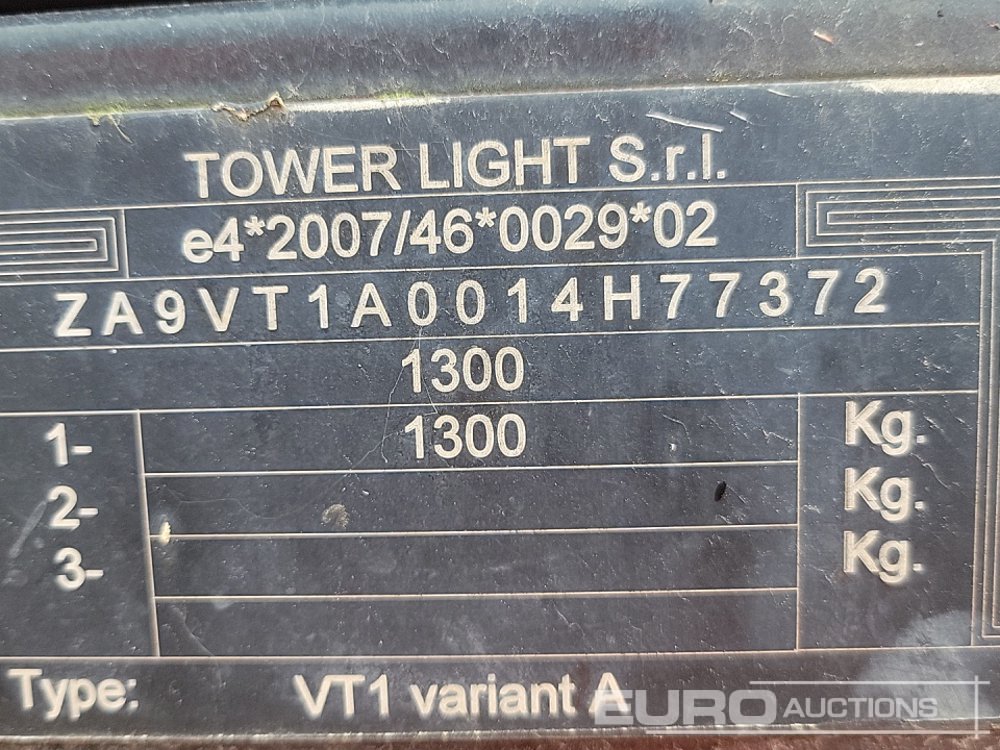 TOWER LIGHT S.r.l.
e4*2007/46*0029*02
ZA9VT1A0014H77372
1300
1- 1300 Kg.
2- Kg.
3- Kg.
Type: VT1 variant A
EURO AUCTIONS